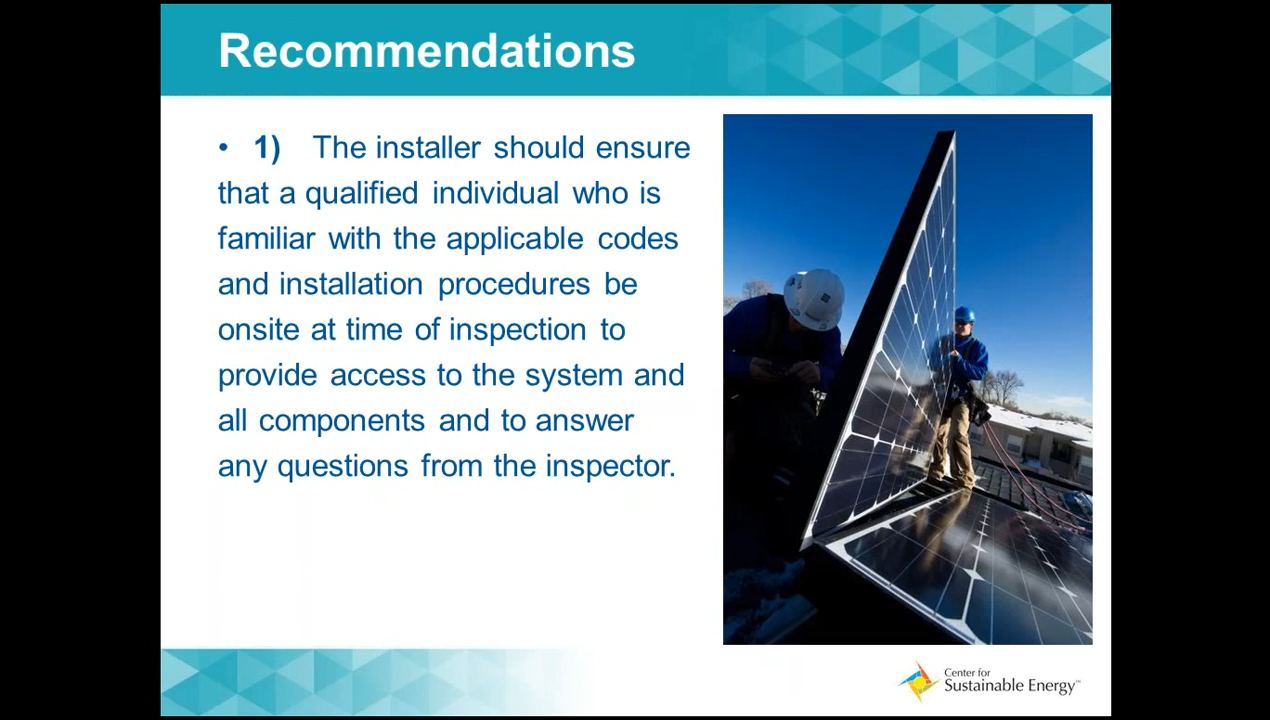 Recommendations
• 1) The installer should ensure
that a qualified individual who is
familiar with the applicable codes
and installation procedures be
onsite at time of inspection to
provide access to the system and
all components and to answer
any questions from the inspector.
Center for
Sustainable Energy™